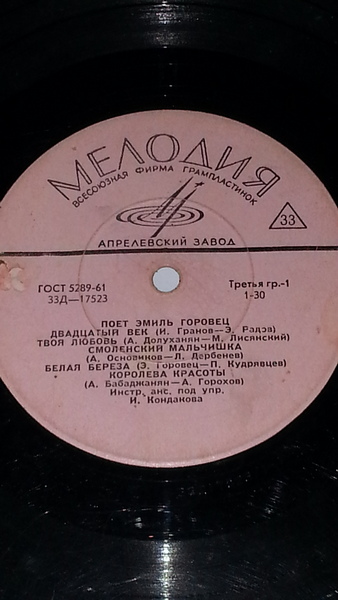 МЕЛОДИЯ
ВСЕСОЮЗНАЯ ФИРМА ГРАМПЛАСТИНОК
33
АПРЕЛЕВСКИЙ ЗАВОД
ГОСТ 5289-61 Третья гр.-1
33Д—17523 1-30
ПОЕТ ЭМИЛЬ ГОРОВЕЦ
ДВАДЦАТЫЙ ВЕК (И. Гранов—Э. Радов)
ТВОЯ ЛЮБОВЬ (А. Долуханян—М. Лисянский)
СМОЛЕНСКИЙ МАЛЬЧИШКА
(А. Основиков—Л. Дербенев)
БЕЛАЯ БЕРЕЗА (Э. Горовец—П. Кудрявцев)
КОРОЛЕВА КРАСОТЫ
(А. Бабаджанян—А. Горохов)
Инстр. анс. под упр.
И. Кондакова